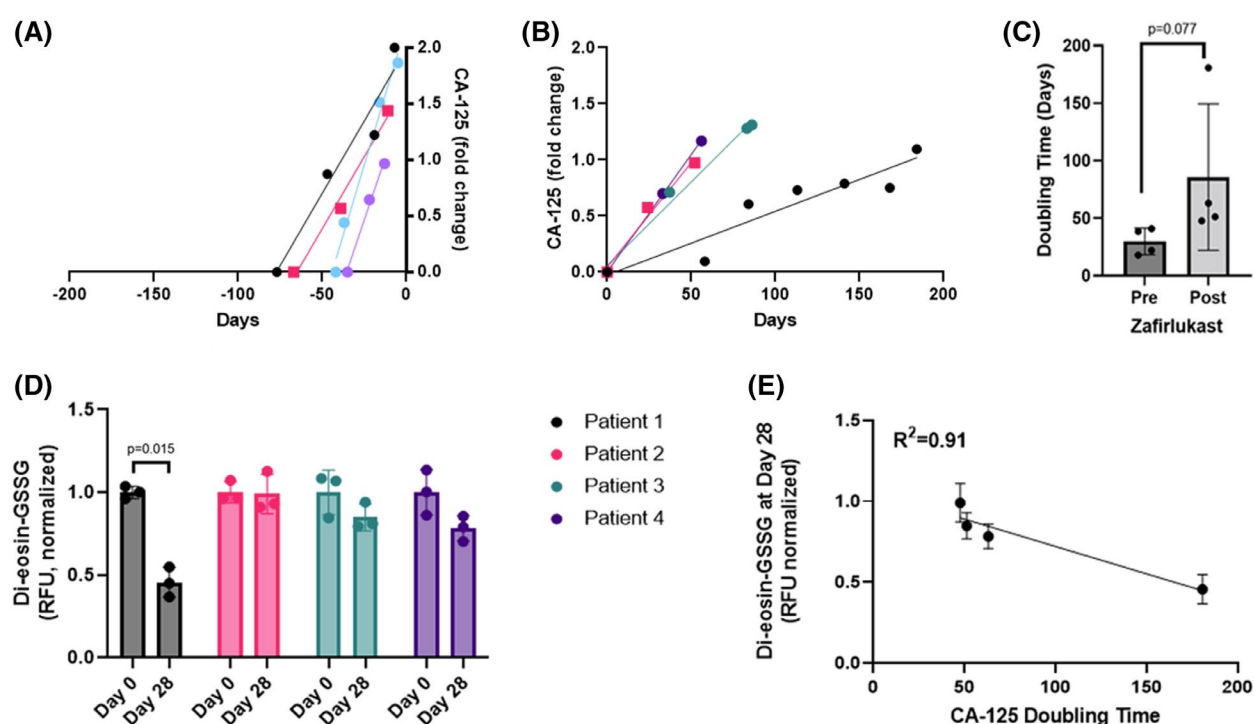 (A)
2.0
1.5
1.0
0.5
0.0
CA-125 (fold change)
-200 -150 -100 -50 0
Days
(B)
CA-125 (fold change)
2.0
1.5
1.0
0.5
0.0
0 50 100 150 200
Days
(C)
p=0.077
Doubling Time (Days)
200
150
100
50
0
Pre Post
Zafirlukast
(D)
Di-eosin-GSSG
(RFU, normalized)
1.5
1.0
0.5
0.0
p=0.015
Day 0 Day 28 Day 0 Day 28 Day 0 Day 28 Day 0 Day 28
Patient 1
Patient 2
Patient 3
Patient 4
(E)
Di-eosin-GSSG at Day 28
(RFU normalized)
1.5
1.0
0.5
0.0
R²=0.91
0 50 100 150 200
CA-125 Doubling Time